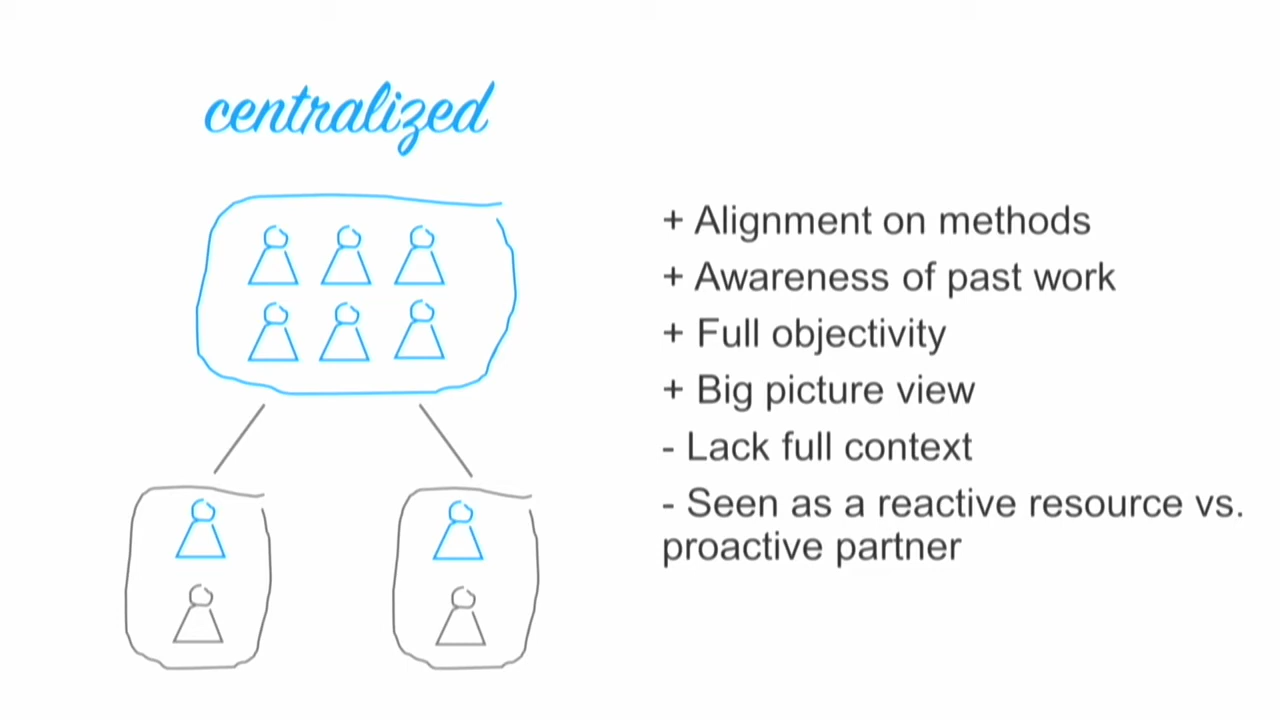 centralized
+ Alignment on methods
+ Awareness of past work
+ Full objectivity
+ Big picture view
- Lack full context
- Seen as a reactive resource vs.
proactive partner